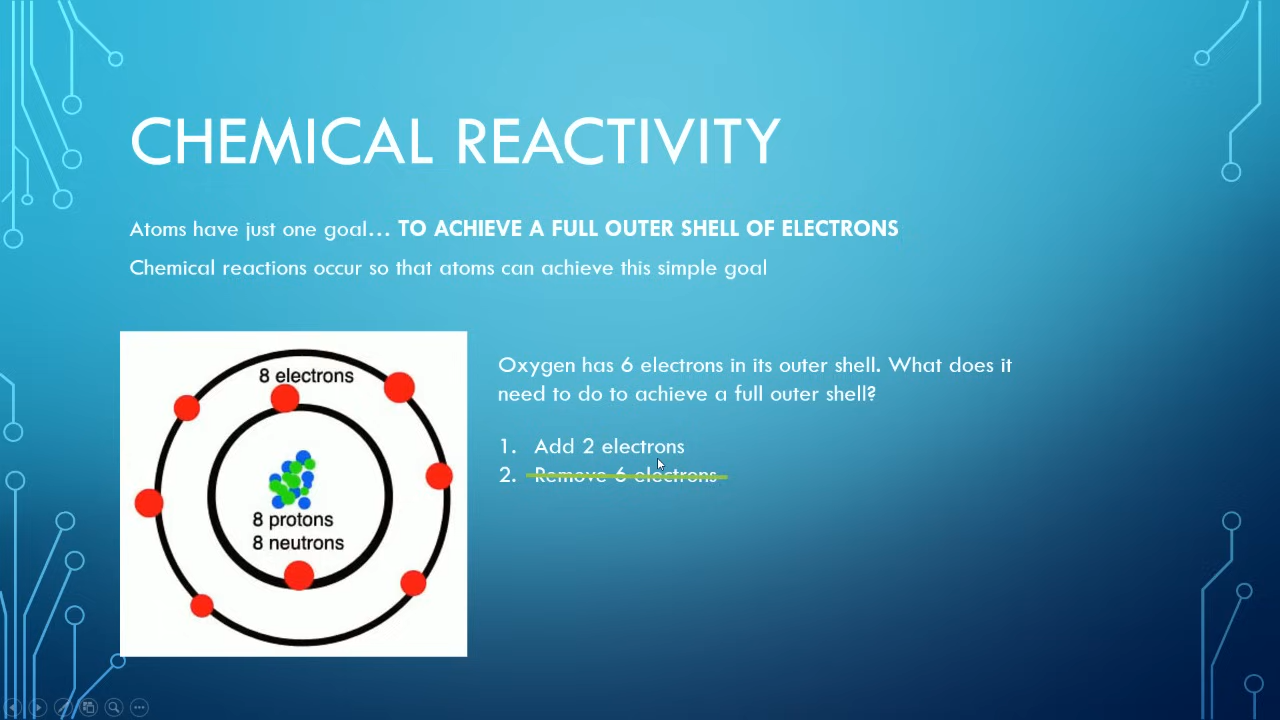 CHEMICAL REACTIVITY
Atoms have just one goal... TO ACHIEVE A FULL OUTER SHELL OF ELECTRONS
Chemical reactions occur so that atoms can achieve this simple goal
8 electrons
8 protons
8 neutrons
Oxygen has 6 electrons in its outer shell. What does it
need to do to achieve a full outer shell?
1. Add 2 electrons
2. Remove 6 electrons